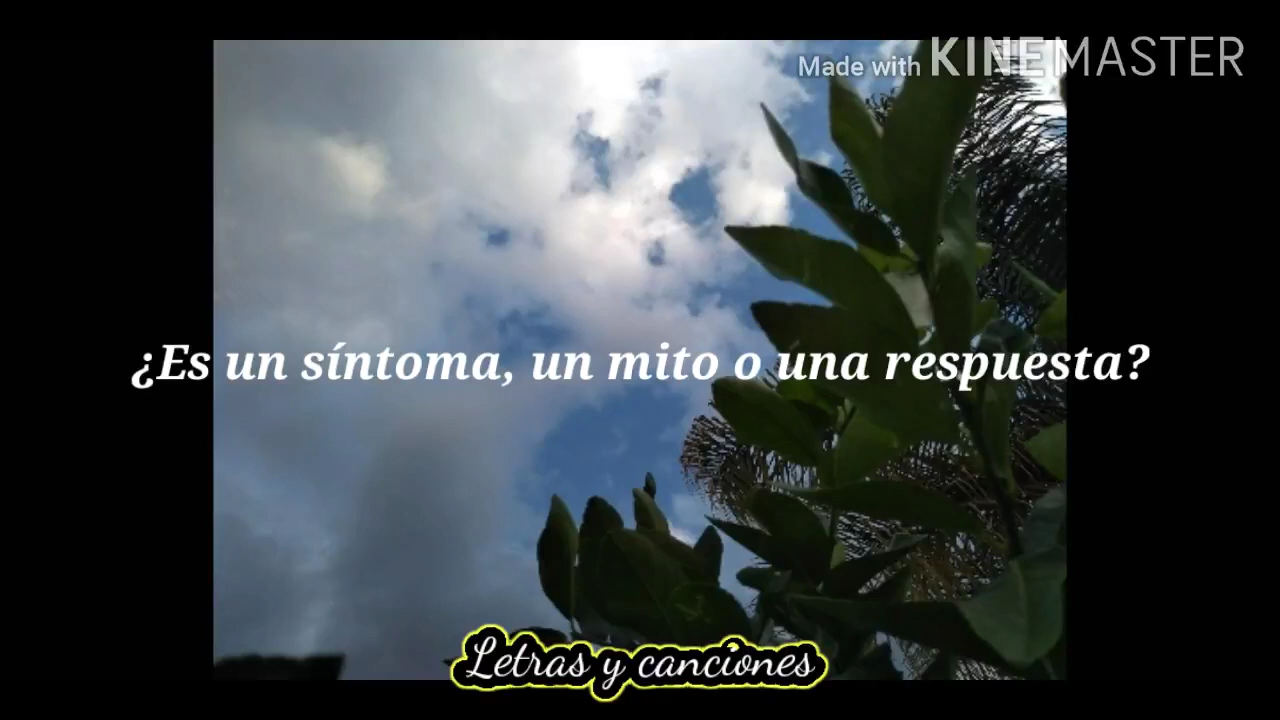 Made with KINEMASTER
¿Es un síntoma, un mito o una respuesta?
Letras y canciones